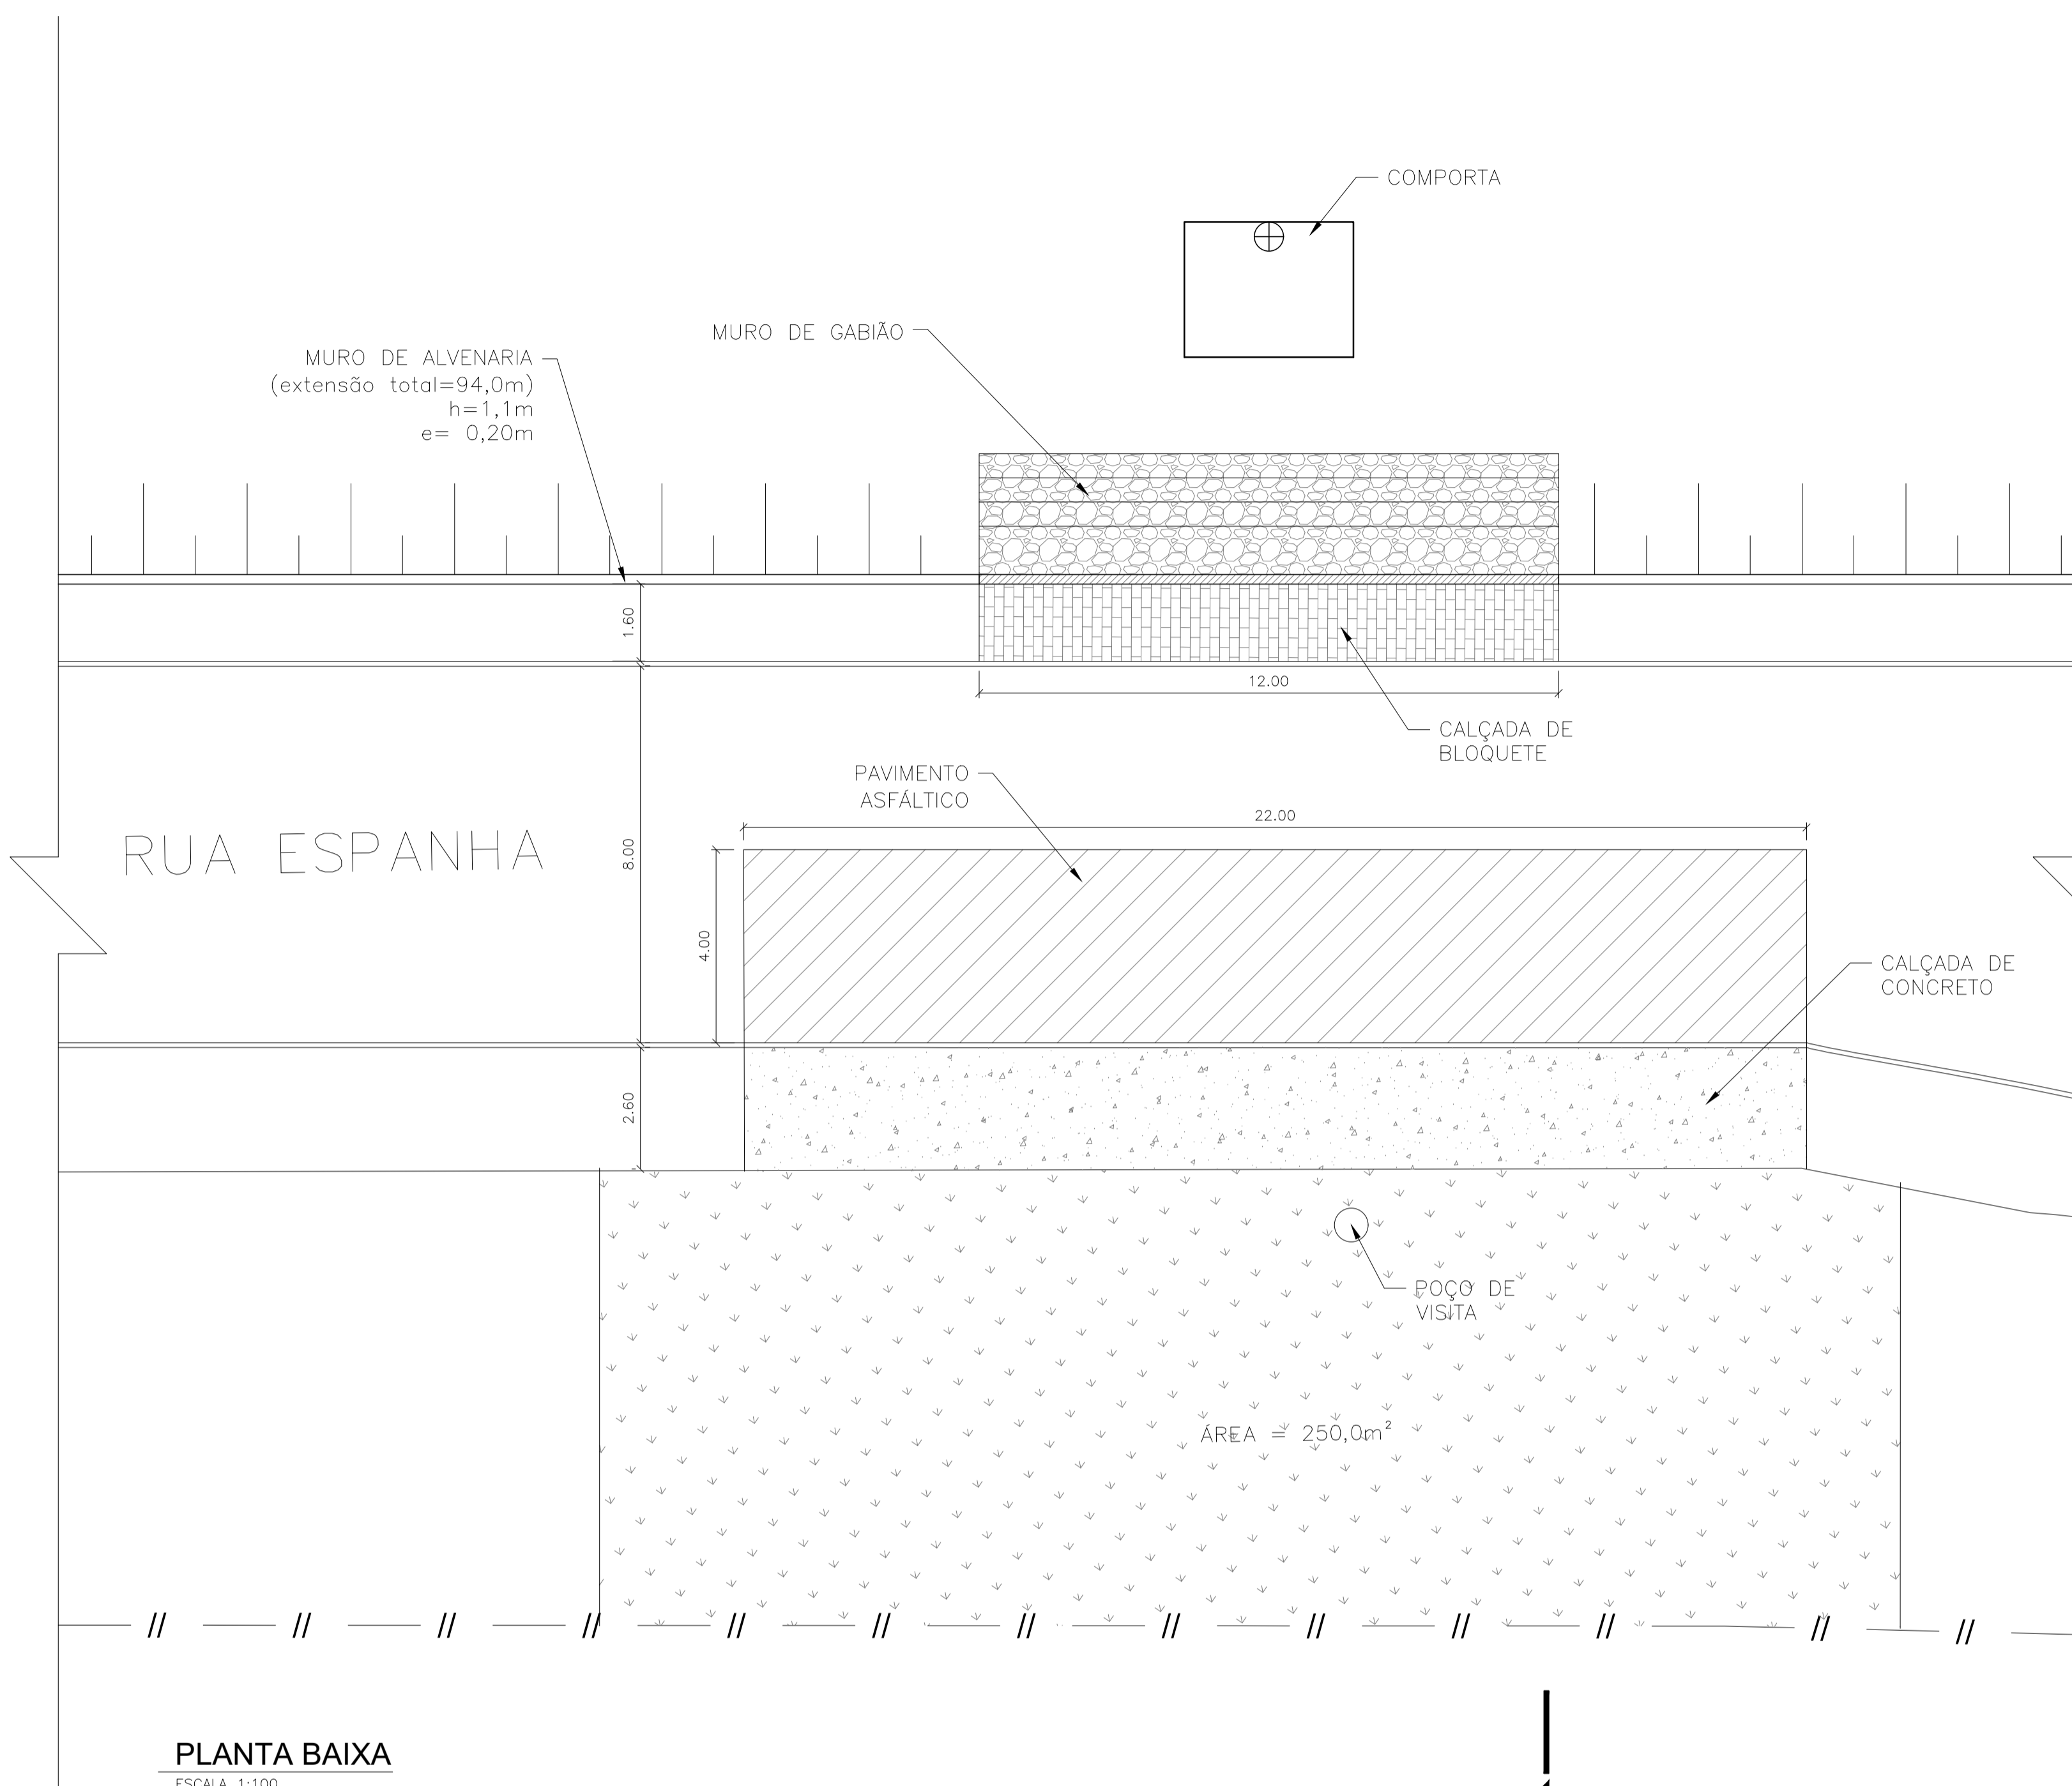 COMPORTA
MURO DE GABIÃO
MURO DE ALVENARIA
(extensão total=94,0m)
h=1,1m
e= 0,20m
1.60
12.00
CALÇADA DE
BLOQUETE
PAVIMENTO
ASFÁLTICO
22.00
RUA ESPANHA
8.00
4.00
CALÇADA DE
CONCRETO
2.60
POÇO DE
VISITA
ÁREA = 250,0m²
PLANTA BAIXA
ESCALA 1:100